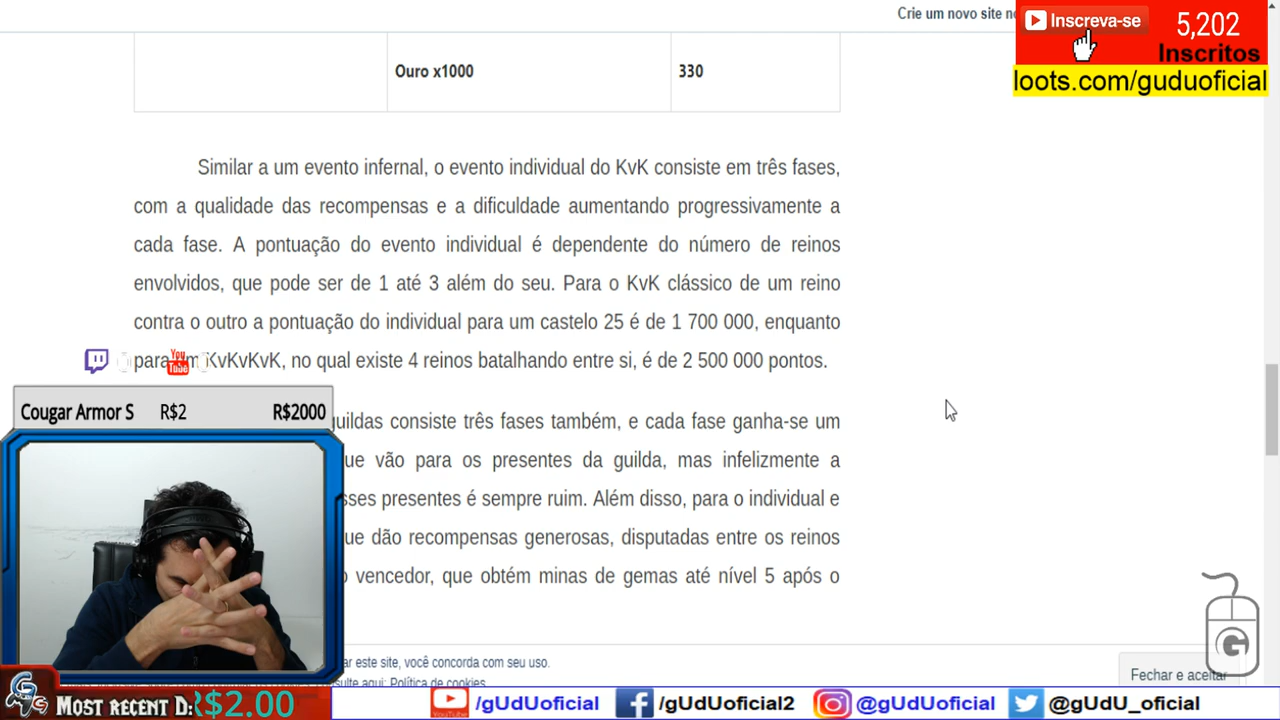 Crie um novo site
Inscreva-se
5,202
Inscritos
loots.com/guduoficial
Ouro x1000
330
Similar a um evento infernal, o evento individual do KvK consiste em três fases,
com a qualidade das recompensas e a dificuldade aumentando progressivamente a
cada fase. A pontuação do evento individual é dependente do número de reinos
envolvidos, que pode ser de 1 até 3 além do seu. Para o KvK clássico de um reino
contra o outro a pontuação do individual para um castelo 25 é de 1 700 000, enquanto
para um KvKvKvK, no qual existe 4 reinos batalhando entre si, é de 2 500 000 pontos.
You Tube
Cougar Armor S R$2 R$2000
guildas consiste três fases também, e cada fase ganha-se um
que vão para os presentes da guilda, mas infelizmente a
presentes é sempre ruim. Além disso, para o individual e
que dão recompensas generosas, disputadas entre os reinos
vencedor, que obtém minas de gemas até nível 5 após o
este site, você concorda com seu uso.
consulte aqui: Política de cookies
Fechar e aceitar
G
Most recent D: R$2.00
YouTube
/gUdUoficial
/gUdUoficial2
@gUdUoficial
@gUdU_oficial